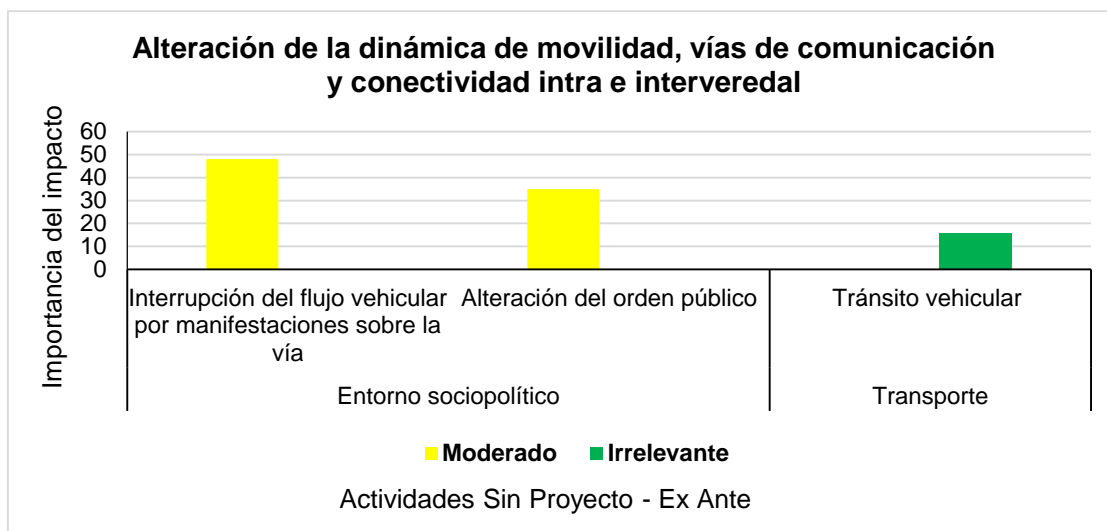 Alteración de la dinámica de movilidad, vías de comunicación
y conectividad intra e interveredal
Importancia del impacto
60
50
40
30
20
10
0
Interrupción del flujo vehicular
por manifestaciones sobre la
vía
Alteración del orden público
Tránsito vehicular
Entorno sociopolítico
Transporte
Moderado
Irrelevante
Actividades Sin Proyecto - Ex Ante